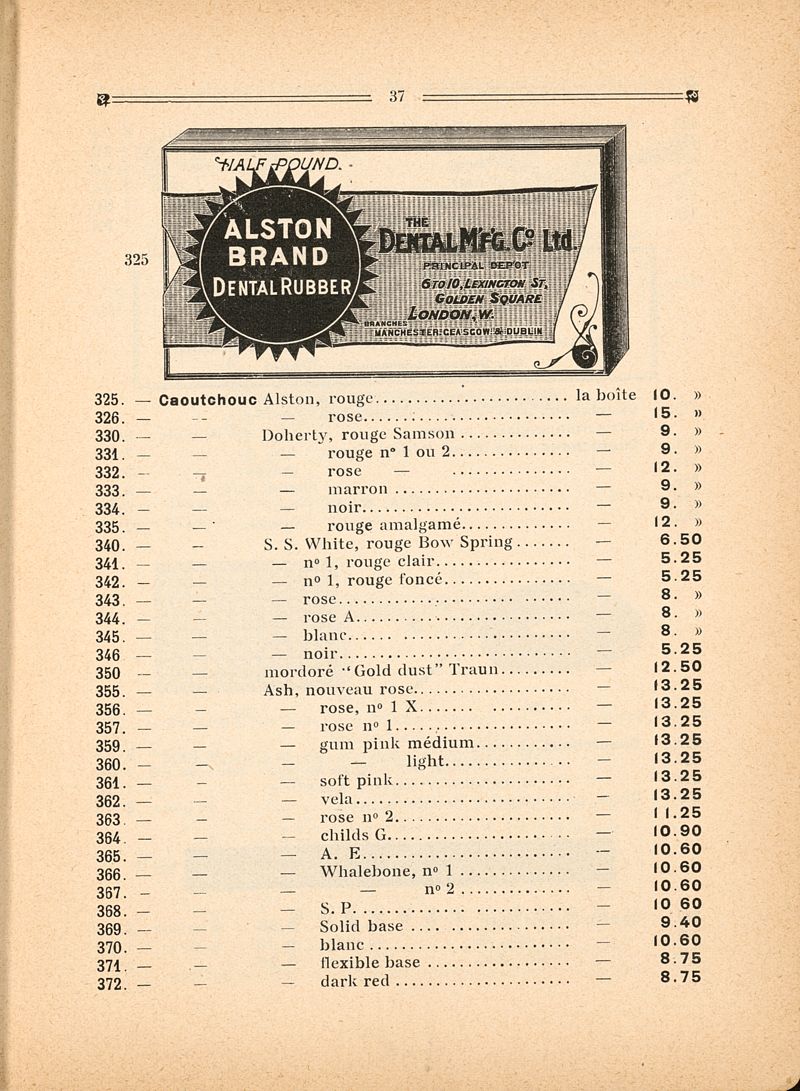 37
HALF-POUND.
ALSTON
BRAND
DENTAL RUBBER
THE
DENTAL MFG. Co Ltd.
PRINCIPAL DEPOT
6 TO 10, LEXINGTON ST,
GOLDEN SQUARE
LONDON, W.
BRANCHES
MANCHESTER: GLASGOW & DUBLIN
325
325. — Caoutchouc Alston, rouge........................ la boîte 10. »
326. — — — rose........................ — 15. »
330. — — Doherty, rouge Samson .............. — 9. »
331. — — — rouge n° 1 ou 2............... — 9. »
332. — — — rose — ............... — 12. »
333. — — — marron ...................... — 9. »
334. — — — noir.......................... — 9. »
335. — — — rouge amalgamé.............. — 12. »
340. — — S. S. White, rouge Bow Spring....... — 6.50
341. — — — n° 1, rouge clair................. — 5.25
342. — — — n° 1, rouge foncé................ — 5.25
343. — — — rose............................. — 8. »
344. — — — rose A........................... — 8. »
345. — — — blanc............................ — 8. »
346 — — — noir............................. — 5.25
350 — — mordoré "Gold dust" Traun......... — 12.50
355. — — Ash, nouveau rose.................... — 13.25
356. — — — rose, n° 1 X................... — 13.25
357. — — — rose n° 1...................... — 13.25
359. — — — gum pink médium............ — 13.25
360. — — — — light................ — 13.25
361. — — — soft pink...................... — 13.25
362. — — — vela........................... — 13.25
363. — — — rose n° 2...................... — 11.25
364. — — — childs G....................... — 10.90
365. — — — A. E........................... — 10.60
366. — — — Whalebone, n° 1 .............. — 10.60
367. — — — — n° 2 .............. — 10.60
368. — — — S. P........................... — 10 60
369. — — — Solid base .................... — 9.40
370. — — — blanc ......................... — 10.60
371. — — — flexible base .................. — 8.75
372. — — — dark red ...................... — 8.75